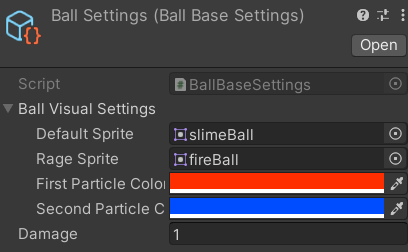 Ball Settings (Ball Base Settings)
Open
Script BallBaseSettings
Ball Visual Settings
Default Sprite slimeBall
Rage Sprite fireBall
First Particle Color
Second Particle C
Damage 1